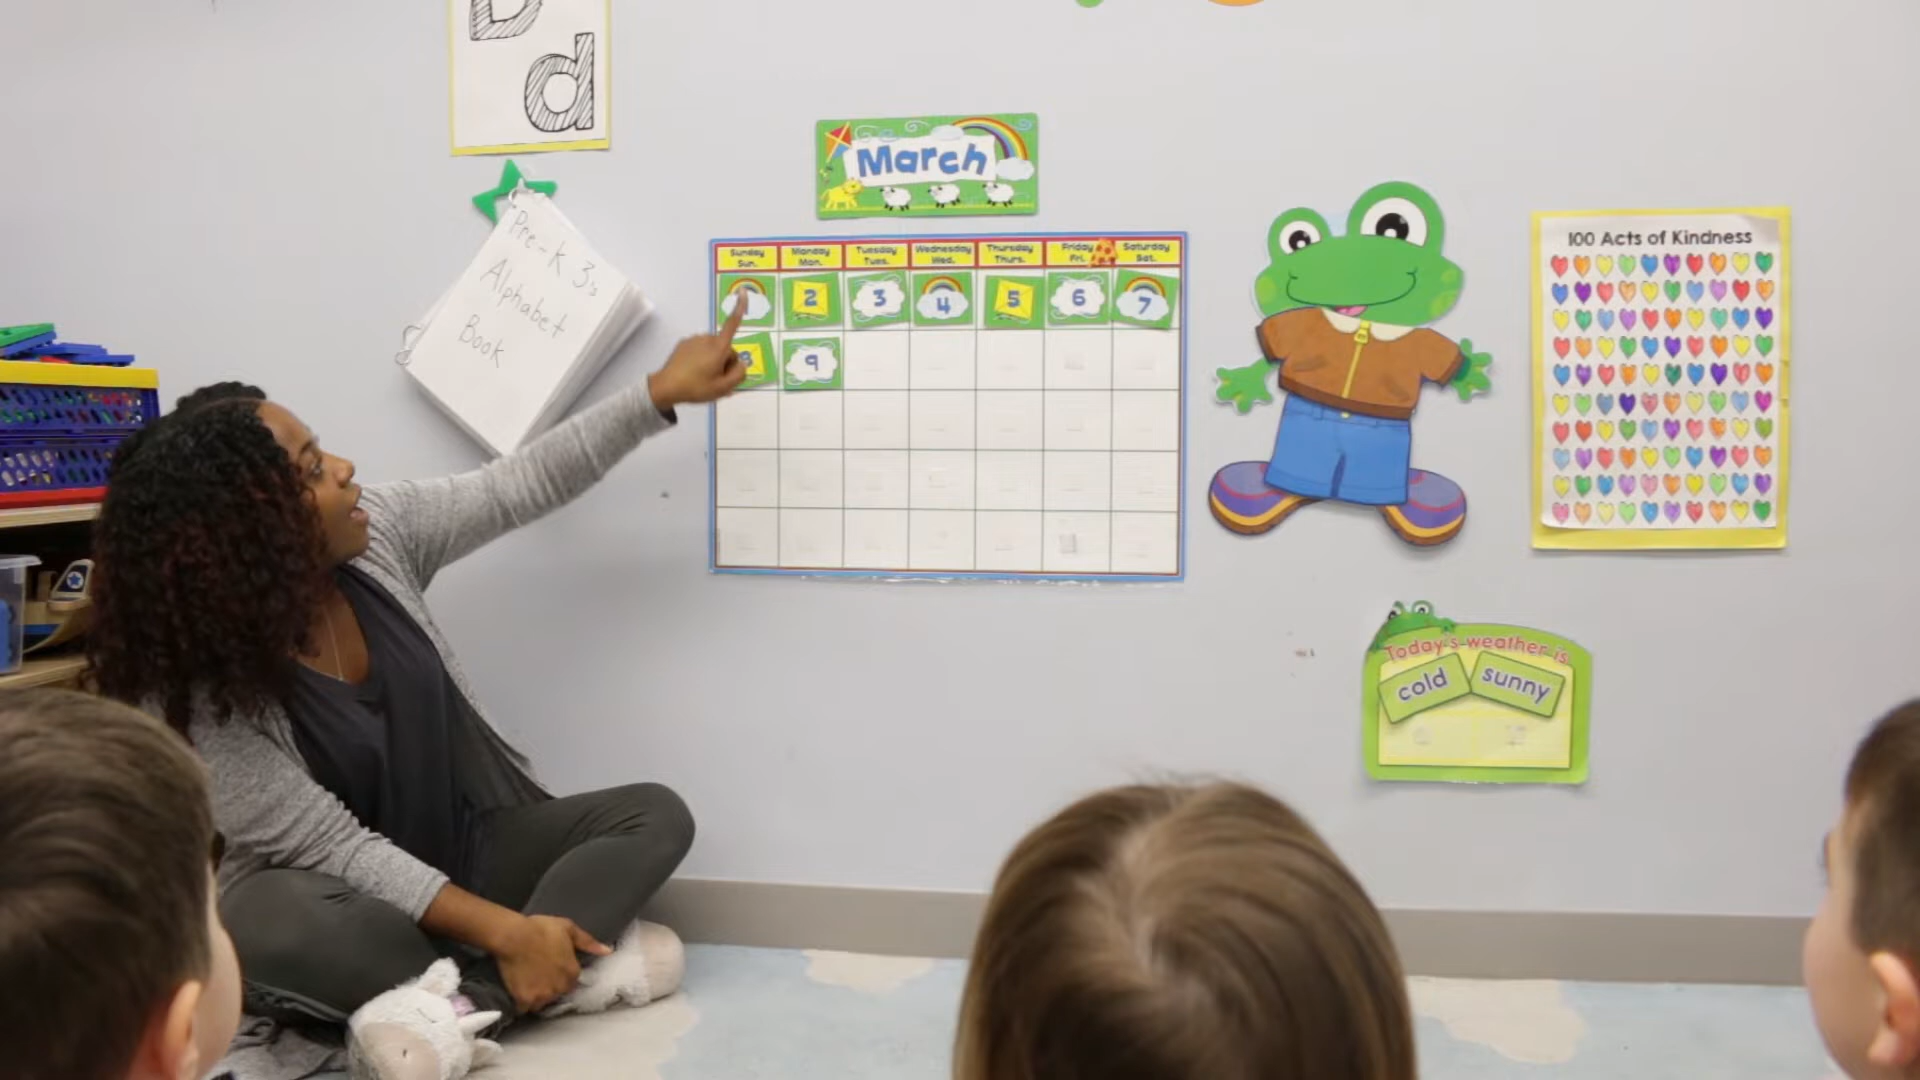 D
d
Pre-K 3's
Alphabet
Book
March
Sunday Monday Tuesday Wednesday Thursday Friday Saturday
Sun. Mon. Tues. Wed. Thurs. Fri. Sat.
2 3 4 5 6 7
8 9
100 Acts of Kindness
Today's weather is
cold sunny